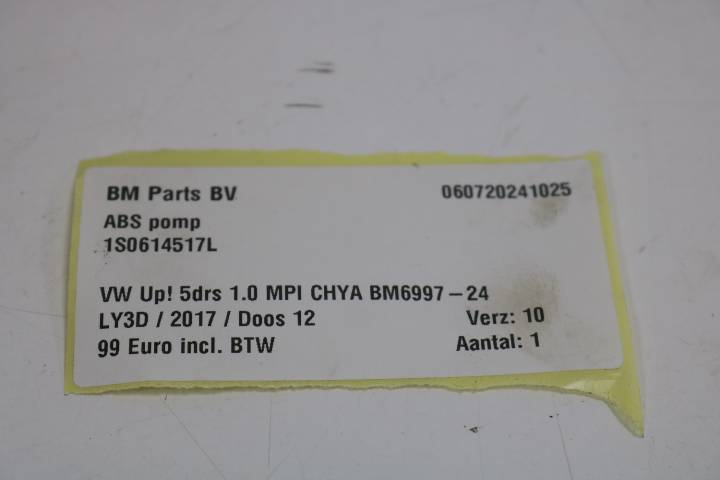 BM Parts BV 060720241025
ABS pomp
1S0614517L
VW Up! 5drs 1.0 MPI CHYA BM6997-24
LY3D / 2017 / Doos 12 Verz: 10
99 Euro incl. BTW Aantal: 1